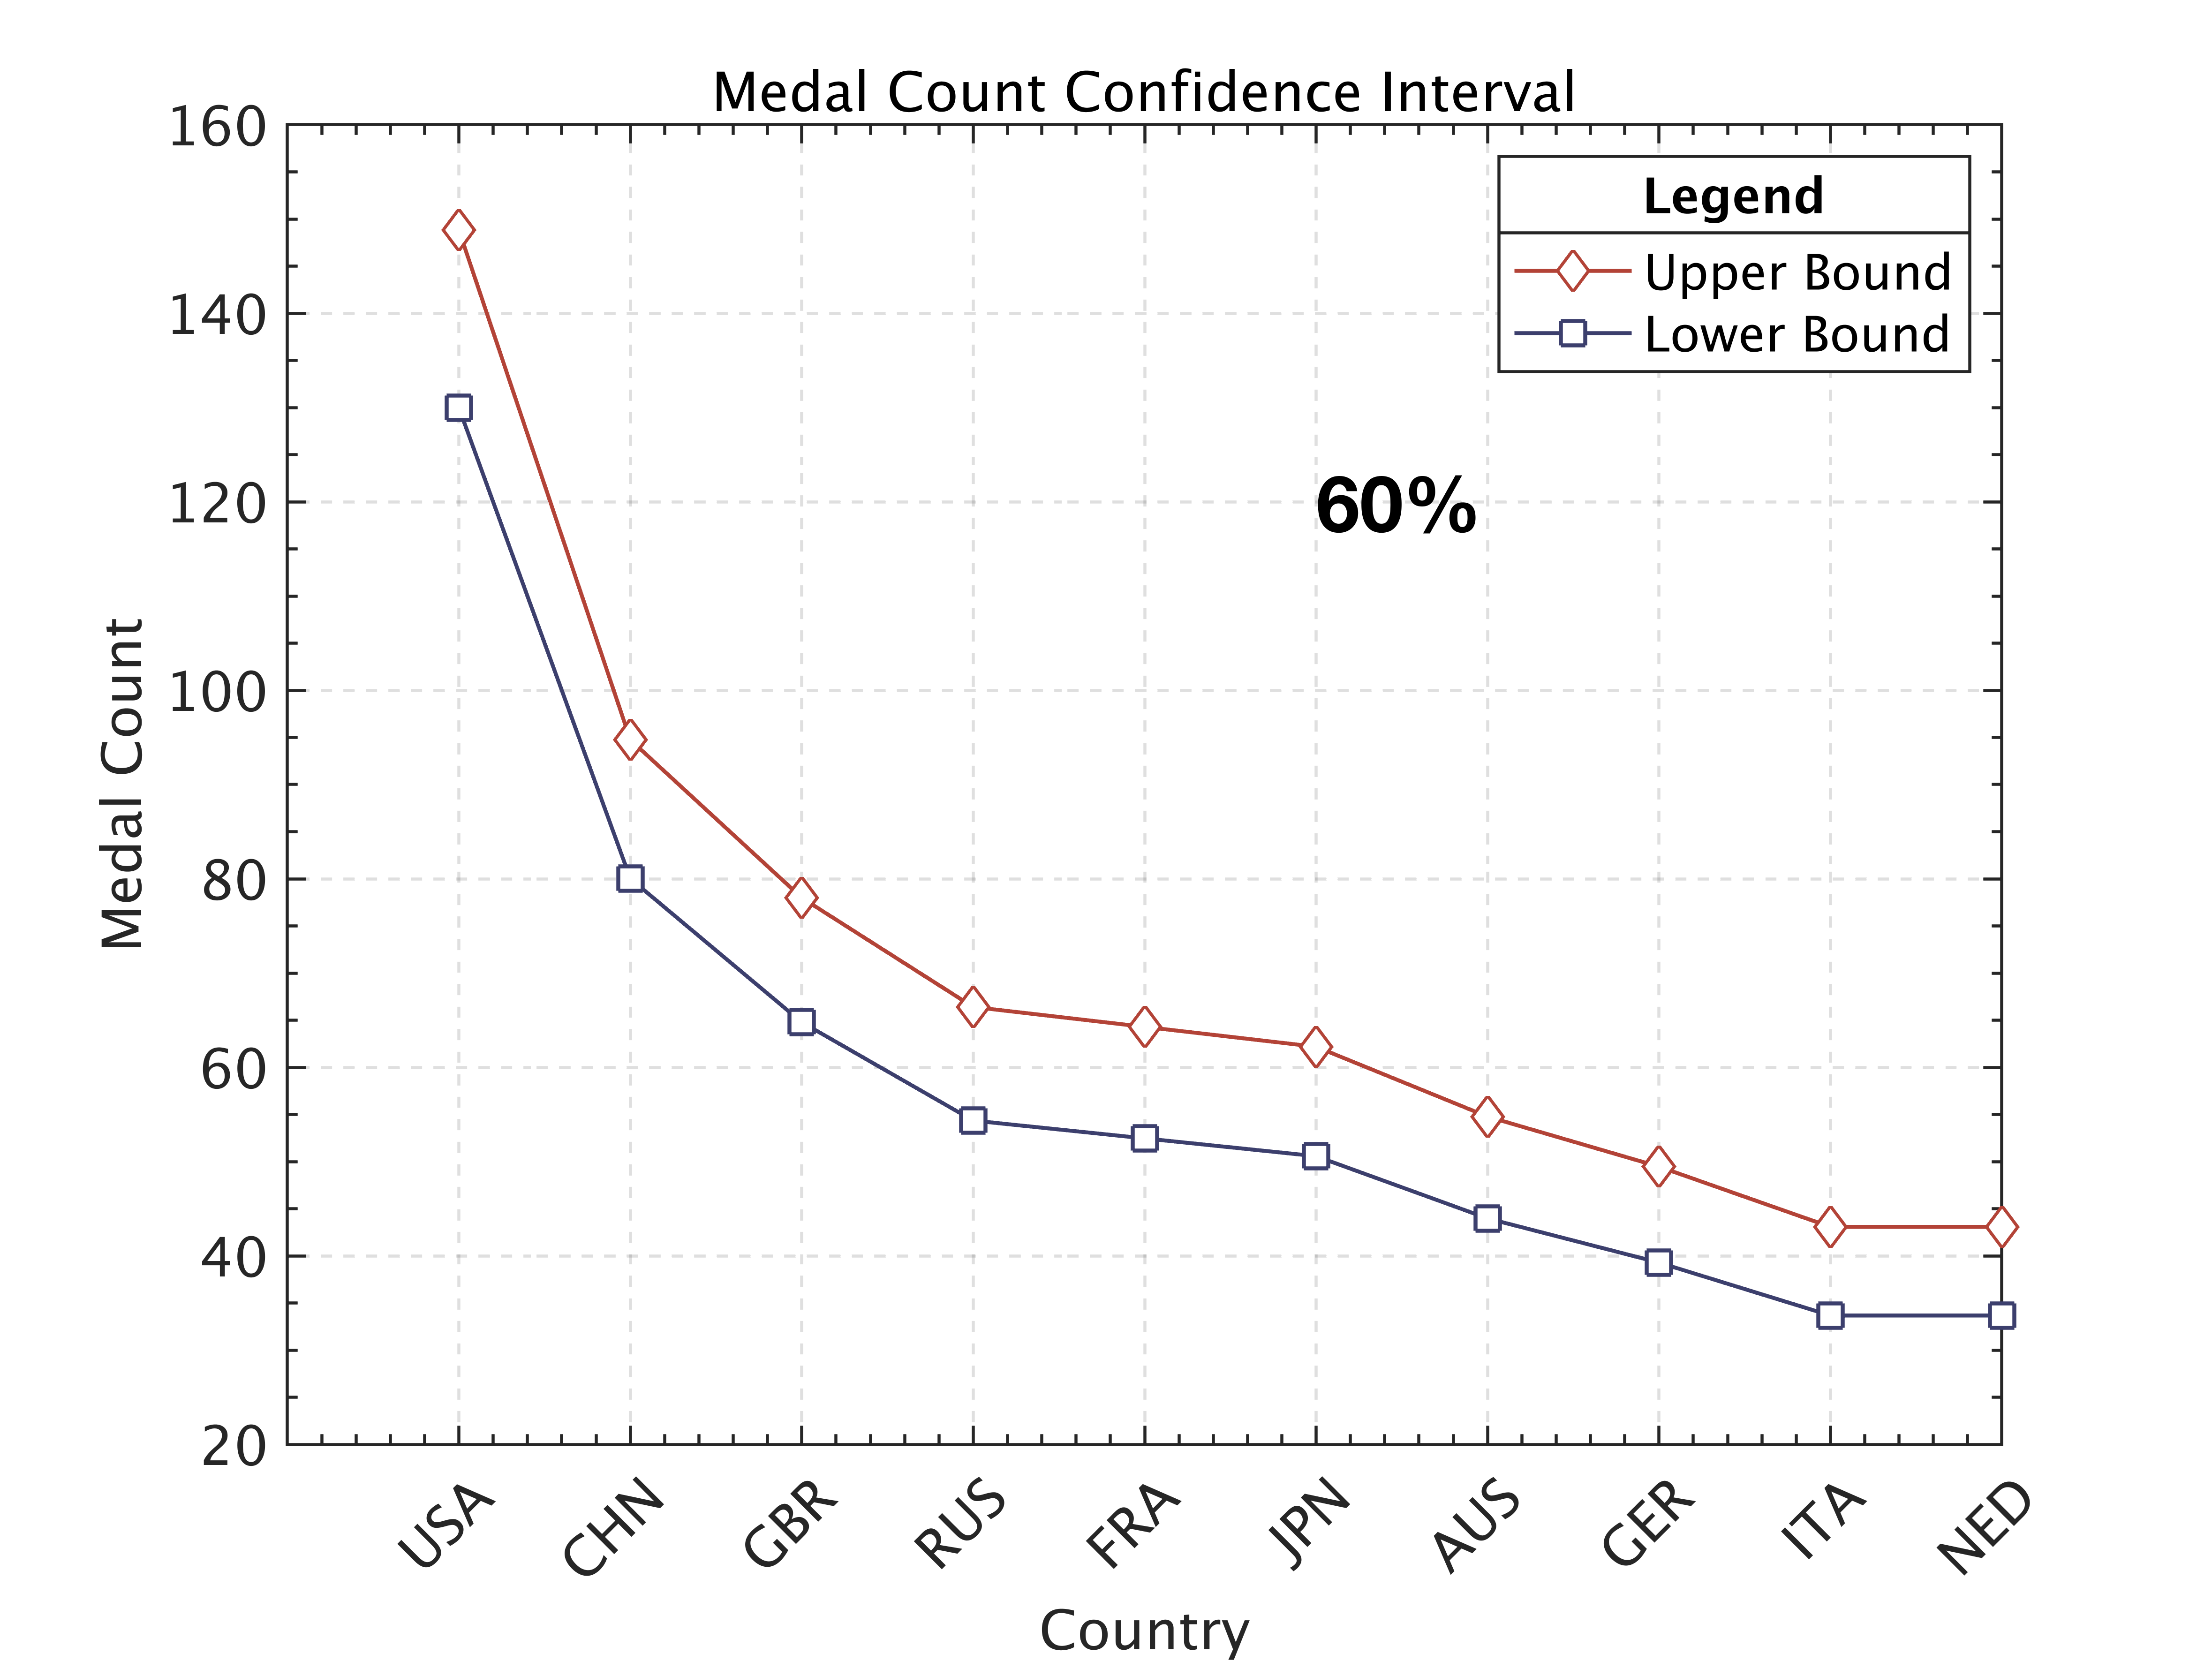 Medal Count Confidence Interval
160
140
120
100
80
60
40
20
Medal Count
Legend
Upper Bound
Lower Bound
60%
USA
CHN
GBR
RUS
FRA
JPN
AUS
GER
ITA
NED
Country